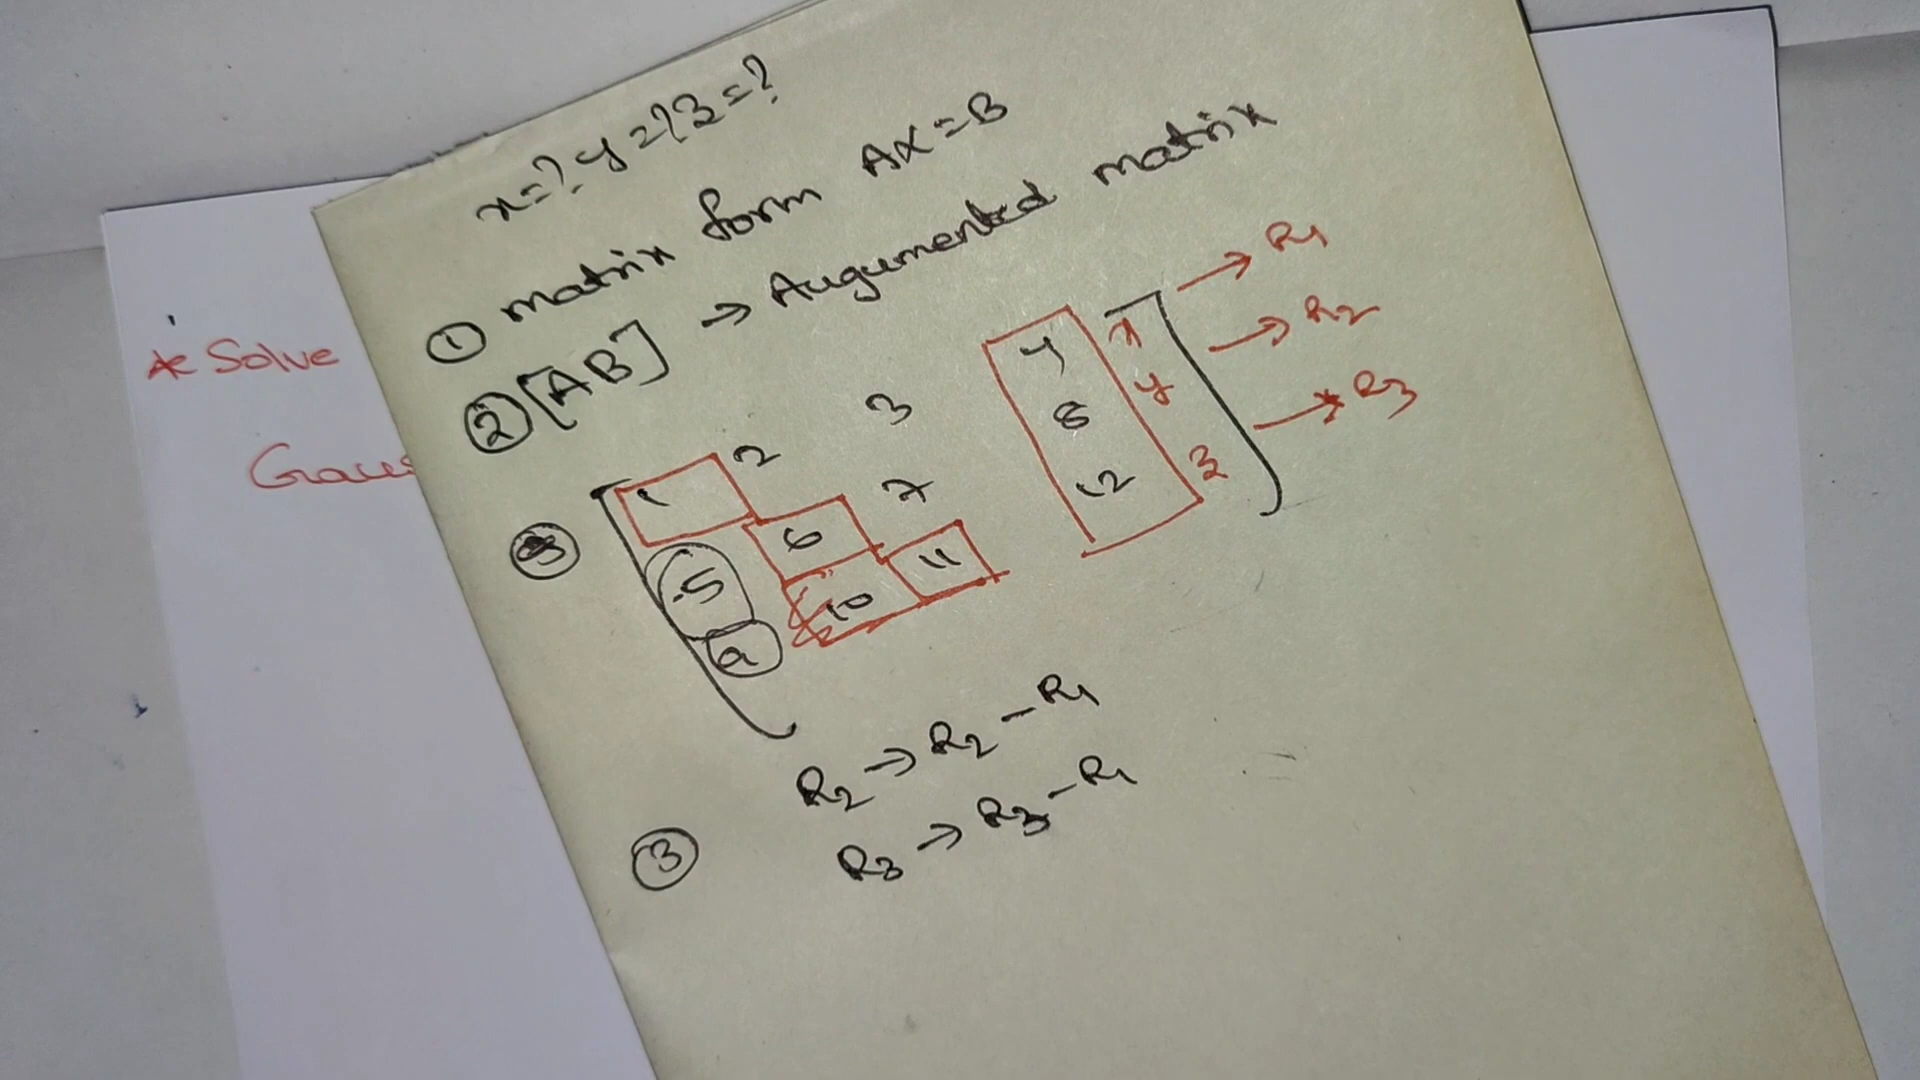 x=? y=? z=?
① matrix form AX=B
② [AB] → Augumented matrix
1 2 3 4 x → R1
5 6 7 8 y → R2
9 10 11 12 z → R3
R2 → R2 - R1
③ R3 → R3 - R1
* Solve
Gaus